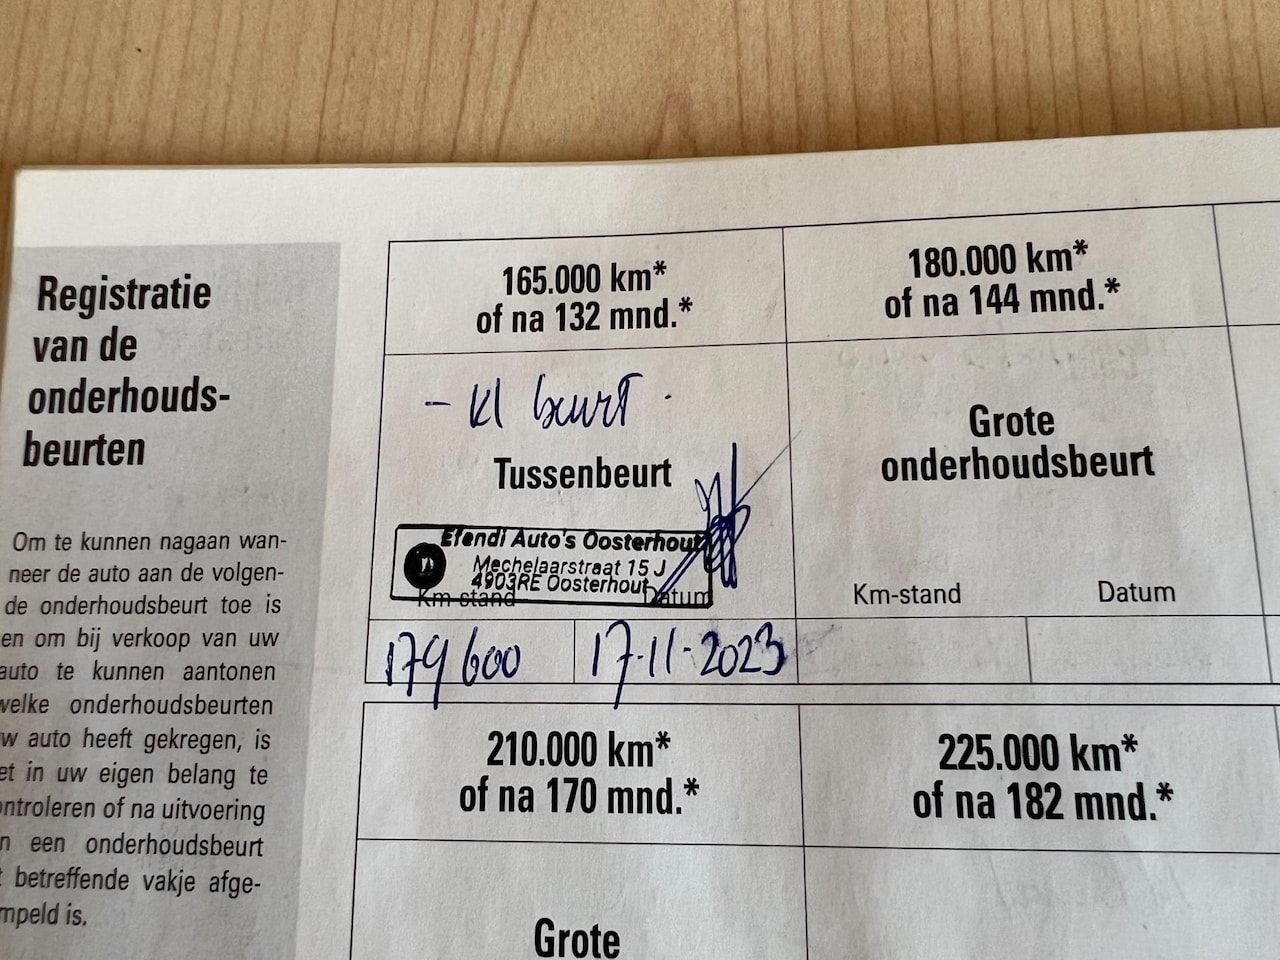 Registratie
van de
onderhouds-
beurten
Om te kunnen nagaan wan-
neer de auto aan de volgen-
de onderhoudsbeurt toe is
en om bij verkoop van uw
auto te kunnen aantonen
welke onderhoudsbeurten
uw auto heeft gekregen, is
het in uw eigen belang te
controleren of na uitvoering
een onderhoudsbeurt
betreffende vakje afge-
stempeld is.
165.000 km*
of na 132 mnd.*
- kl beurt.
Tussenbeurt
Efendi Auto's Oosterhout
Mechelaarstraat 15 J
4903RE Oosterhout
Km-stand Datum
179600 17-11-2023
180.000 km*
of na 144 mnd.*
Grote
onderhoudsbeurt
Km-stand Datum
210.000 km*
of na 170 mnd.*
Grote
225.000 km*
of na 182 mnd.*